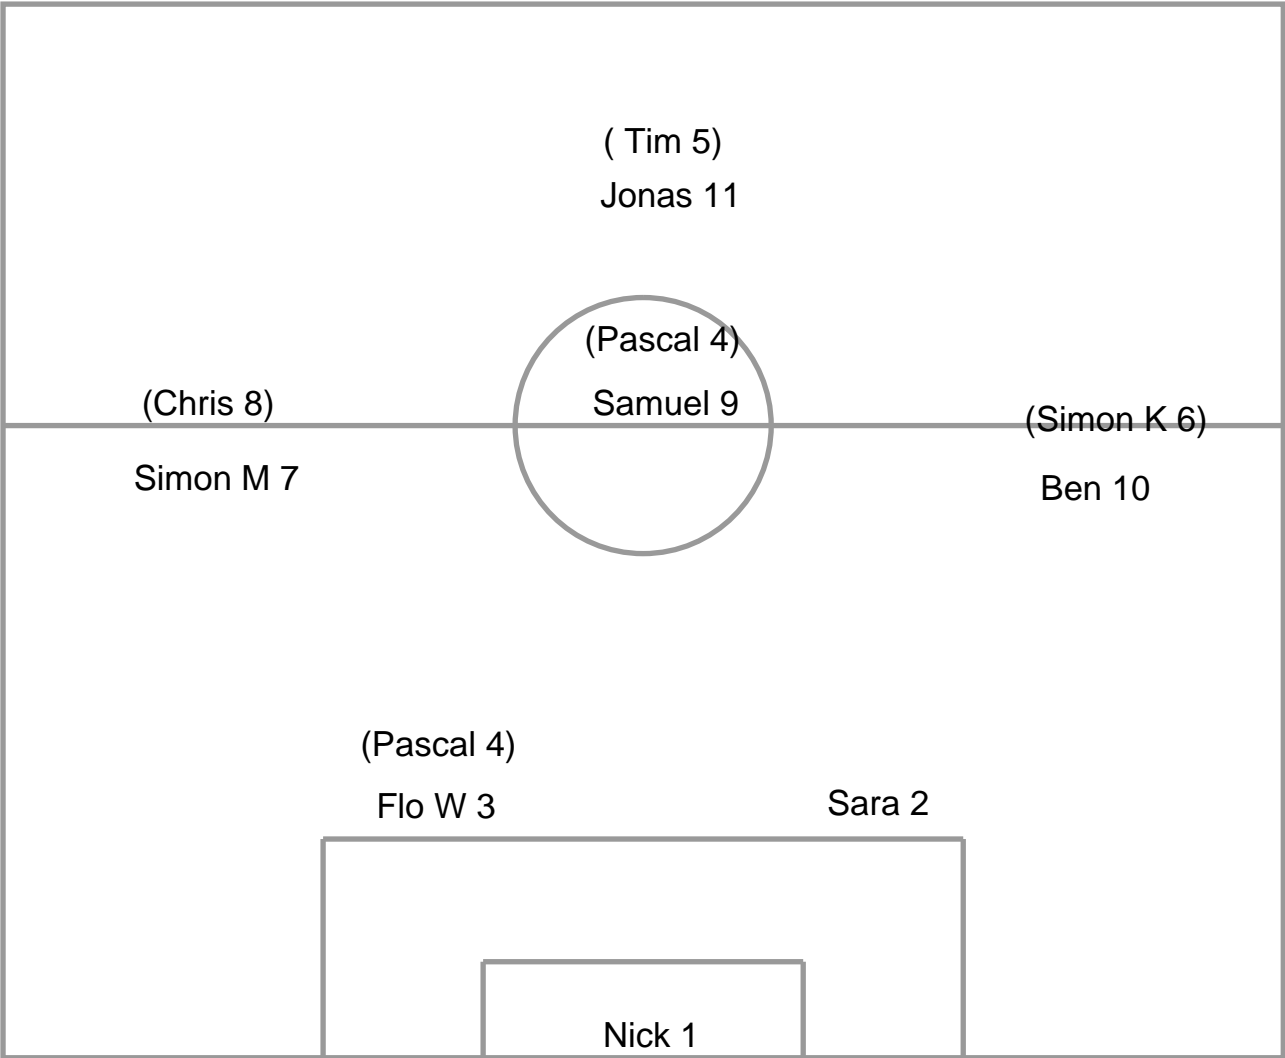 ( Tim 5)
Jonas 11
(Pascal 4)
(Chris 8)
Samuel 9
(Simon K 6)
Simon M 7
Ben 10
(Pascal 4)
Flo W 3
Sara 2
Nick 1